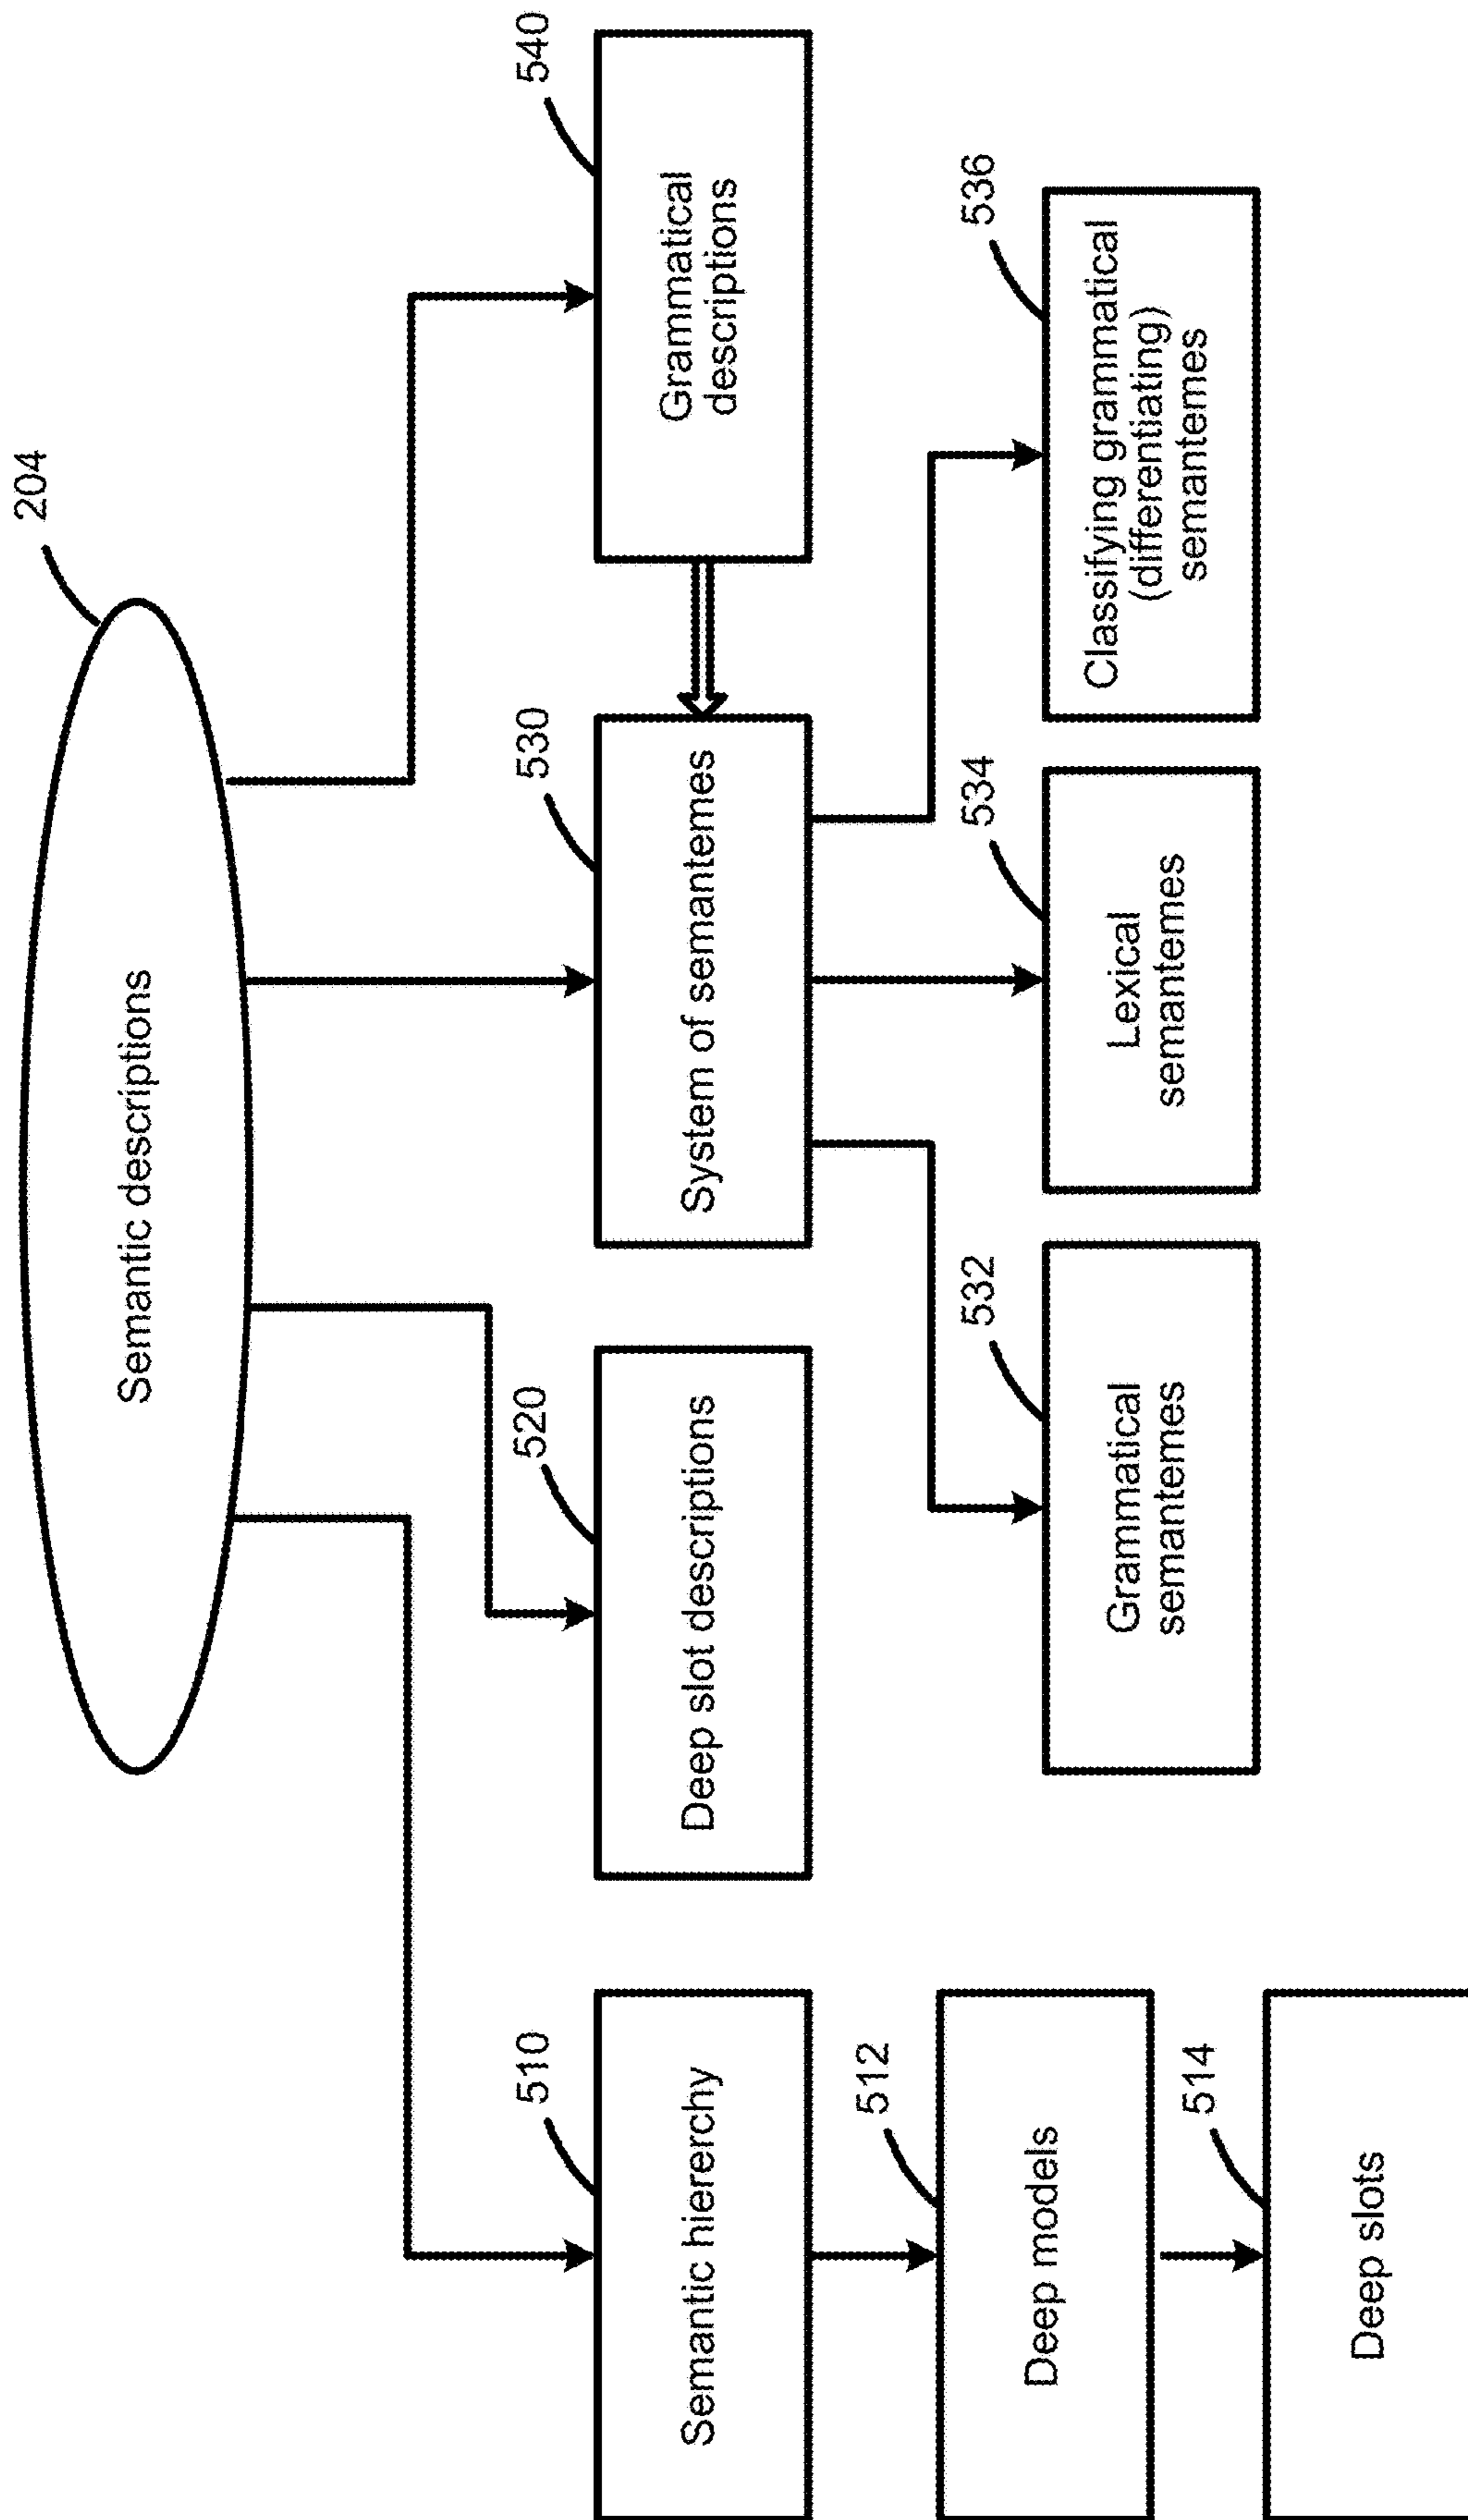 204
Semantic descriptions
510
Semantic hiererchy
520
Deep slot descriptions
530
System of semantemes
540
Grammatical
descriptions
512
Deep models
532
Grammatical
semantemes
534
Lexical
semantemes
536
Classifying grammatical
(differentiating)
semantemes
514
Deep slots